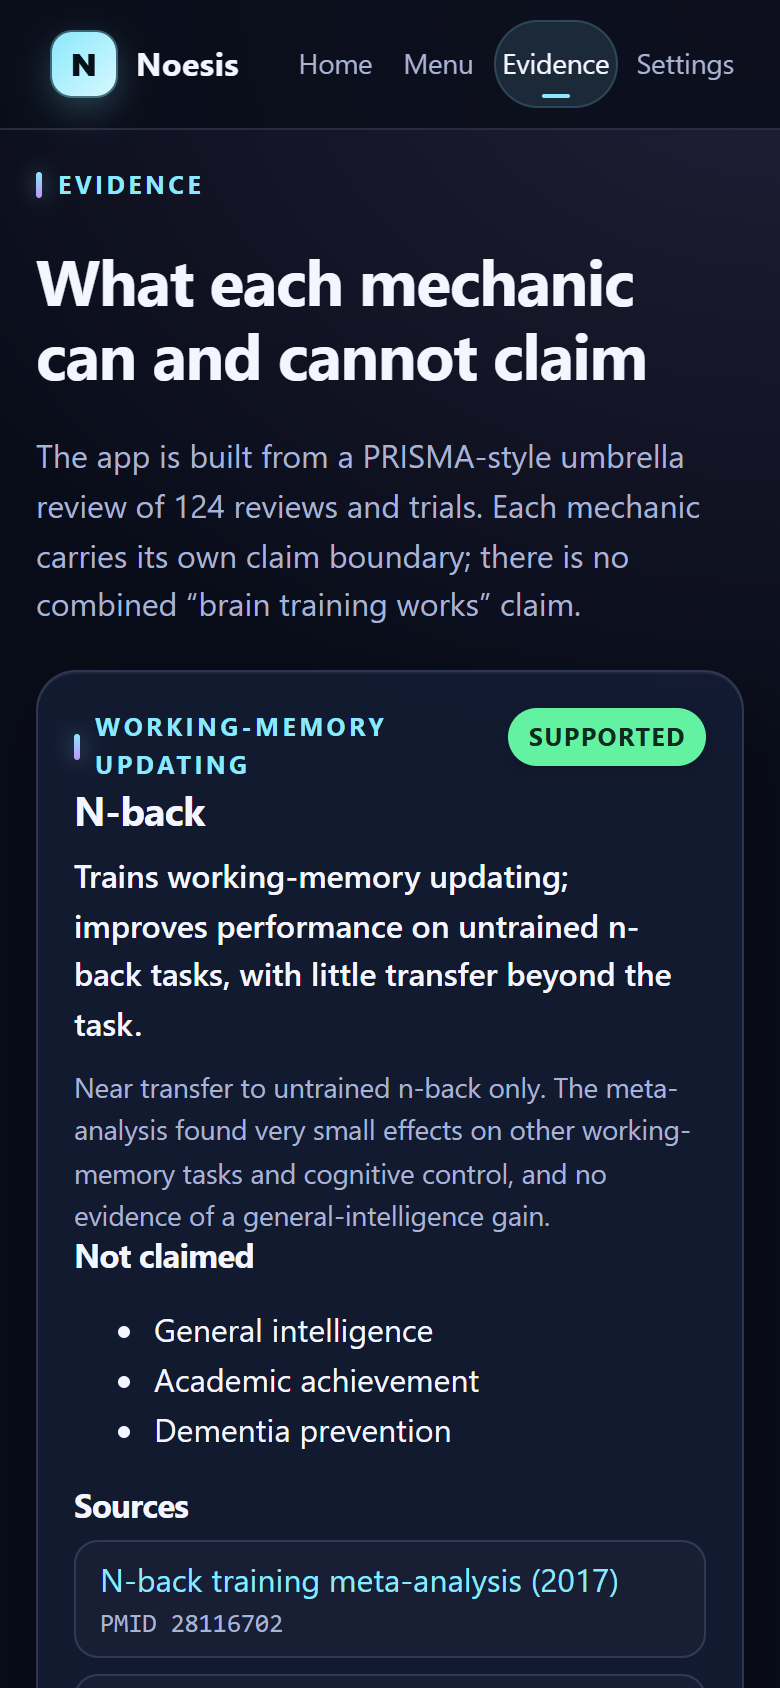 N Noesis Home Menu Evidence Settings
EVIDENCE
What each mechanic
can and cannot claim
The app is built from a PRISMA-style umbrella
review of 124 reviews and trials. Each mechanic
carries its own claim boundary; there is no
combined “brain training works” claim.
WORKING-MEMORY
UPDATING
SUPPORTED
N-back
Trains working-memory updating;
improves performance on untrained n-
back tasks, with little transfer beyond the
task.
Near transfer to untrained n-back only. The meta-
analysis found very small effects on other working-
memory tasks and cognitive control, and no
evidence of a general-intelligence gain.
Not claimed
General intelligence
Academic achievement
Dementia prevention
Sources
N-back training meta-analysis (2017)
PMID 28116702